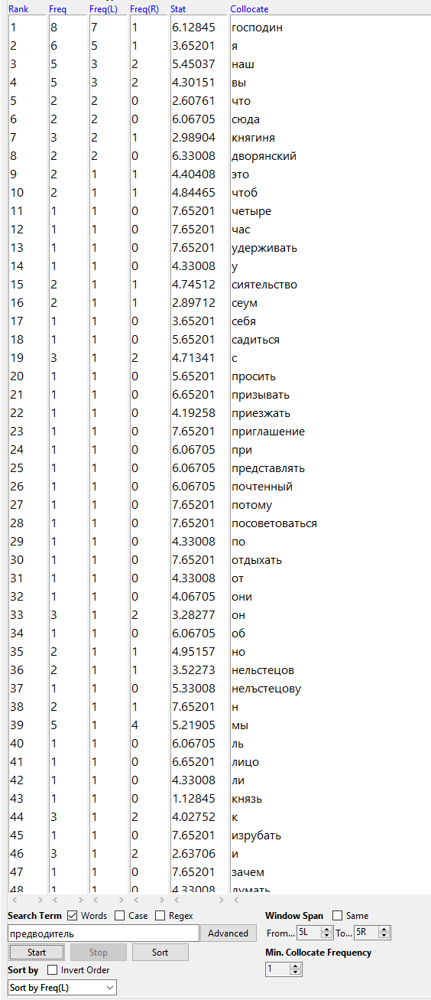 Rank Freq Freq(L) Freq(R) Stat Collocate
1 8 7 1 6.12845 господин
2 6 5 1 3.65201 я
3 5 3 2 5.45037 наш
4 5 3 2 4.30151 вы
5 2 2 0 2.60761 что
6 2 2 0 6.06705 сюда
7 3 2 1 2.98904 княгиня
8 2 2 0 6.33008 дворянский
9 2 1 1 4.40408 это
10 2 1 1 4.84465 чтоб
11 1 1 0 7.65201 четыре
12 1 1 0 7.65201 час
13 1 1 0 7.65201 удерживать
14 1 1 0 4.33008 у
15 2 1 1 4.74512 сиятельство
16 2 1 1 2.89712 сеум
17 1 1 0 3.65201 себя
18 1 1 0 5.65201 садиться
19 3 1 2 4.71341 с
20 1 1 0 5.65201 просить
21 1 1 0 6.65201 призывать
22 1 1 0 4.19258 приезжать
23 1 1 0 7.65201 приглашение
24 1 1 0 6.06705 при
25 1 1 0 6.06705 представлять
26 1 1 0 6.06705 почтенный
27 1 1 0 7.65201 потому
28 1 1 0 7.65201 посоветоваться
29 1 1 0 4.33008 по
30 1 1 0 7.65201 отдыхать
31 1 1 0 4.33008 от
32 1 1 0 4.06705 они
33 3 1 2 3.28277 он
34 1 1 0 6.06705 об
35 2 1 1 4.95157 но
36 2 1 1 3.52273 нельстецов
37 1 1 0 5.33008 нелъстецову
38 2 1 1 7.65201 н
39 5 1 4 5.21905 мы
40 1 1 0 6.06705 ль
41 1 1 0 6.65201 лицо
42 1 1 0 4.33008 ли
43 1 1 0 1.12845 князь
44 3 1 2 4.02752 к
45 1 1 0 7.65201 изрубать
46 3 1 2 2.63706 и
47 1 1 0 7.65201 зачем
48 1 1 0 4.33008 думать
Search Term Words Case Regex Window Span Same
предводитель Advanced From... 5L To... 5R
Start Stop Sort Min. Collocate Frequency
Sort by Invert Order 1
Sort by Freq(L)